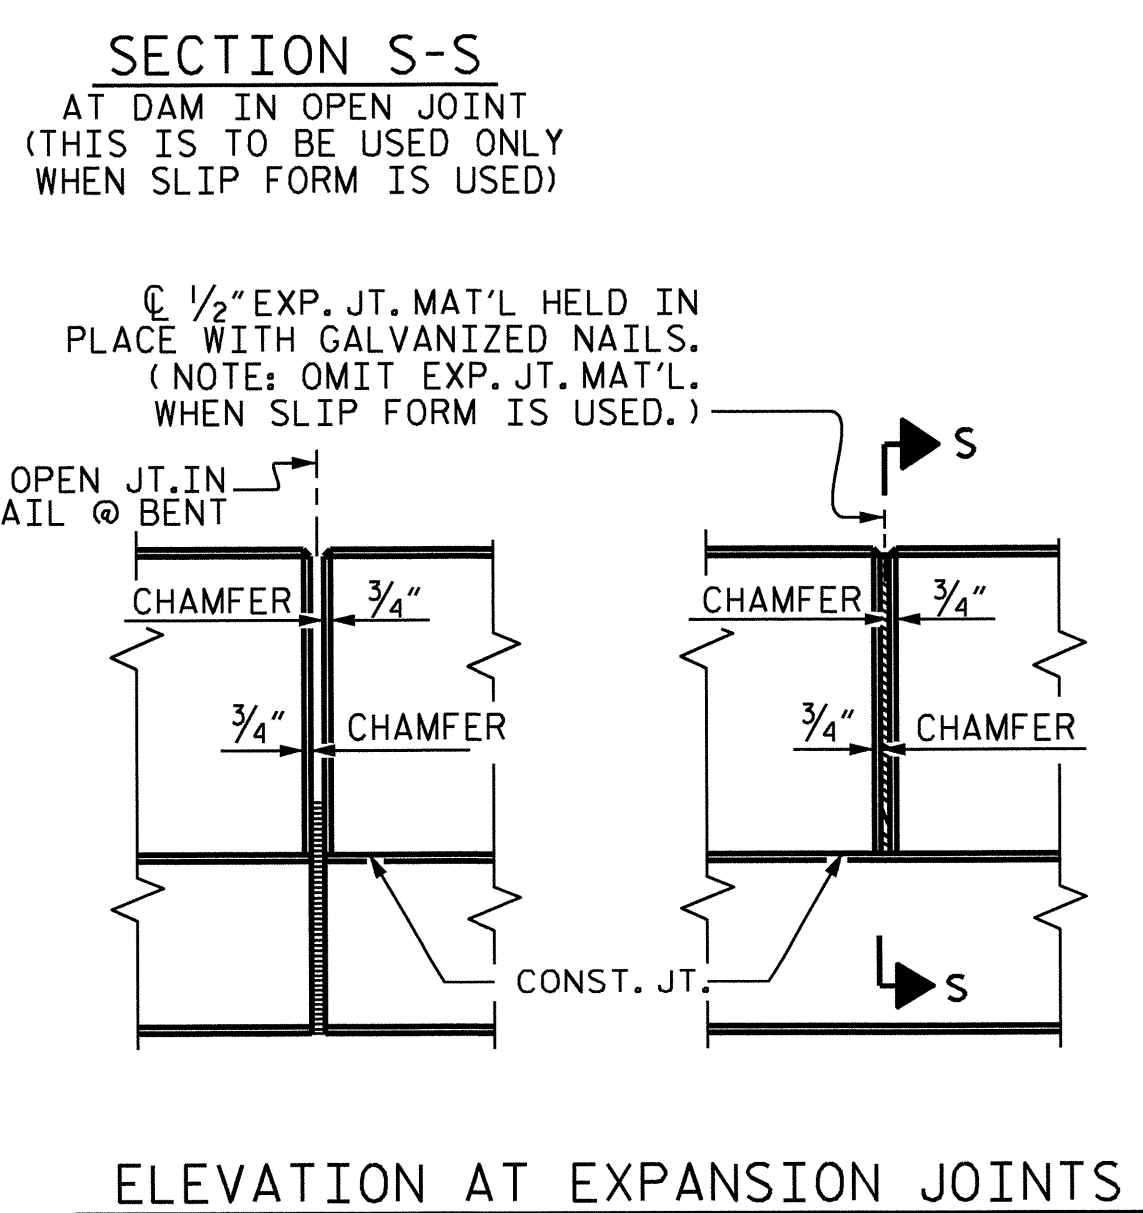 SECTION S-S
AT DAM IN OPEN JOINT
(THIS IS TO BE USED ONLY
WHEN SLIP FORM IS USED)
℄ 1/2" EXP. JT. MAT'L HELD IN
PLACE WITH GALVANIZED NAILS.
(NOTE: OMIT EXP. JT. MAT'L.
WHEN SLIP FORM IS USED.)
S
OPEN JT. IN
AIL @ BENT
CHAMFER 3/4"
CHAMFER 3/4"
3/4" CHAMFER
3/4" CHAMFER
CONST. JT.
S
ELEVATION AT EXPANSION JOINTS